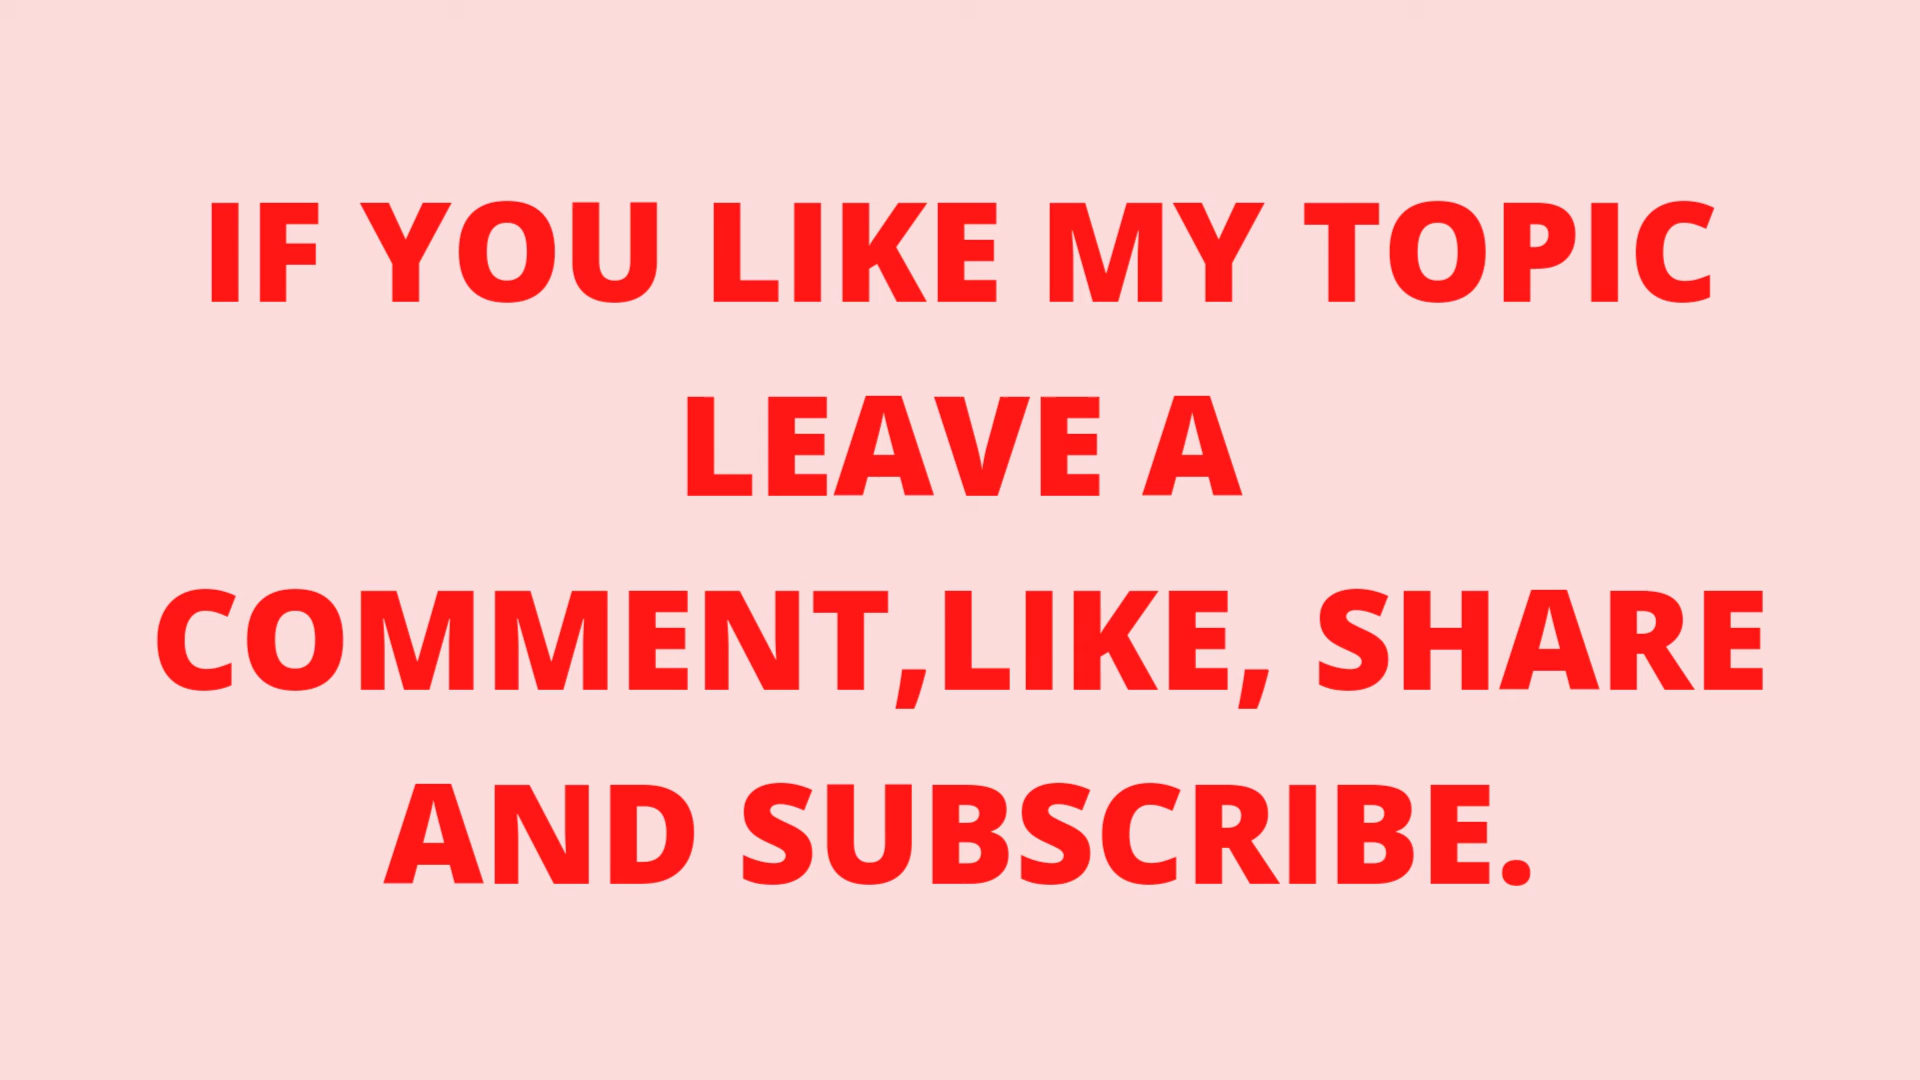 IF YOU LIKE MY TOPIC
LEAVE A
COMMENT,LIKE, SHARE
AND SUBSCRIBE.